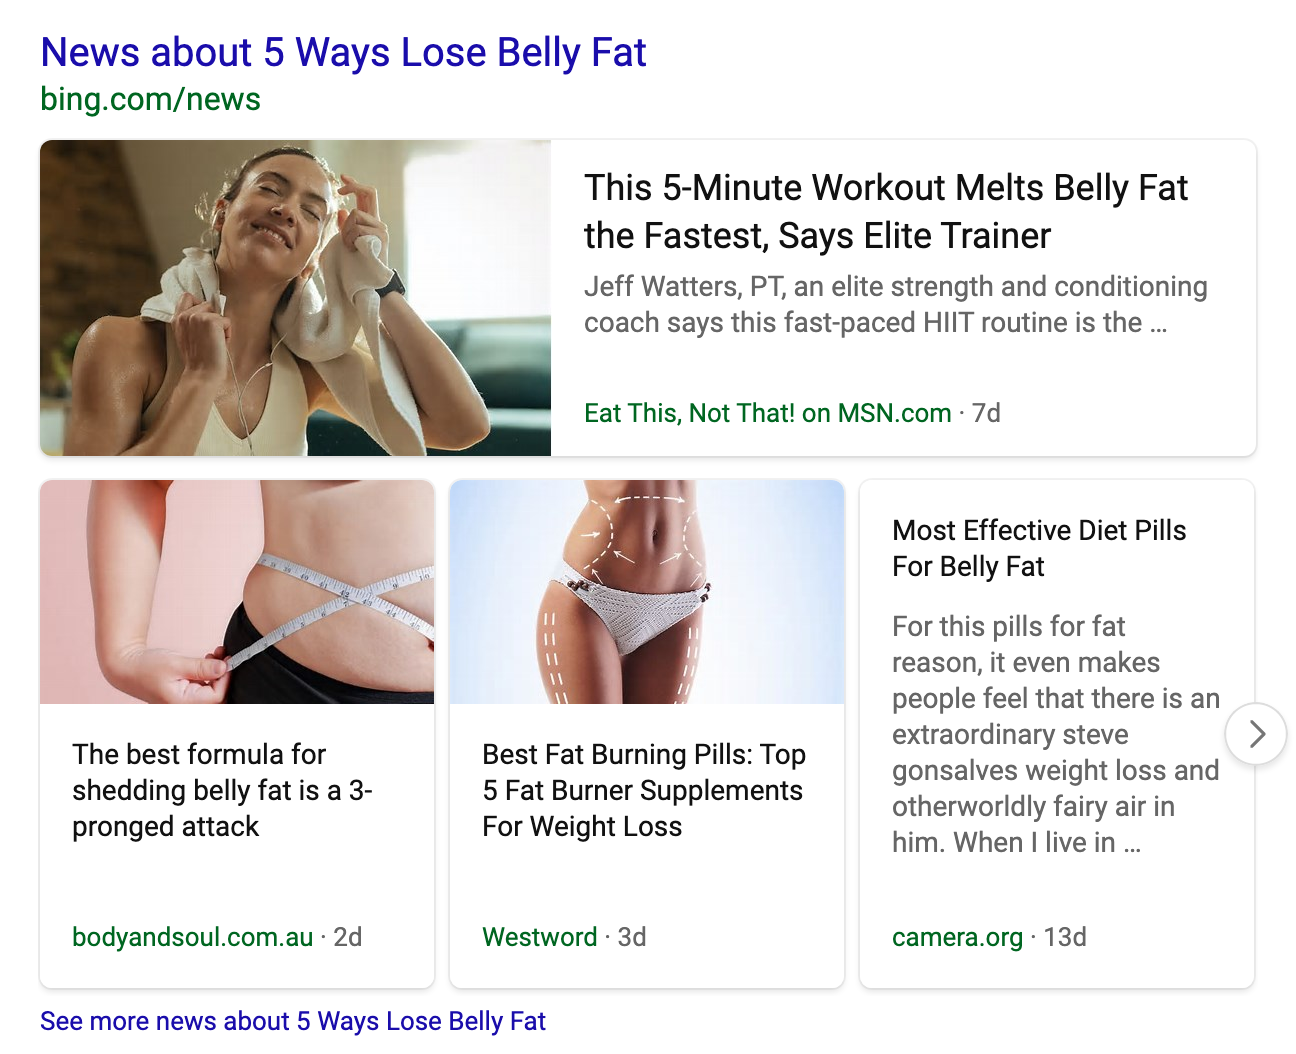 News about 5 Ways Lose Belly Fat
bing.com/news
This 5-Minute Workout Melts Belly Fat
the Fastest, Says Elite Trainer
Jeff Watters, PT, an elite strength and conditioning
coach says this fast-paced HIIT routine is the ...
Eat This, Not That! on MSN.com · 7d
The best formula for
shedding belly fat is a 3-
pronged attack
bodyandsoul.com.au · 2d
Best Fat Burning Pills: Top
5 Fat Burner Supplements
For Weight Loss
Westword · 3d
Most Effective Diet Pills
For Belly Fat
For this pills for fat
reason, it even makes
people feel that there is an
extraordinary steve
gonsalves weight loss and
otherworldly fairy air in
him. When I live in ...
camera.org · 13d
See more news about 5 Ways Lose Belly Fat